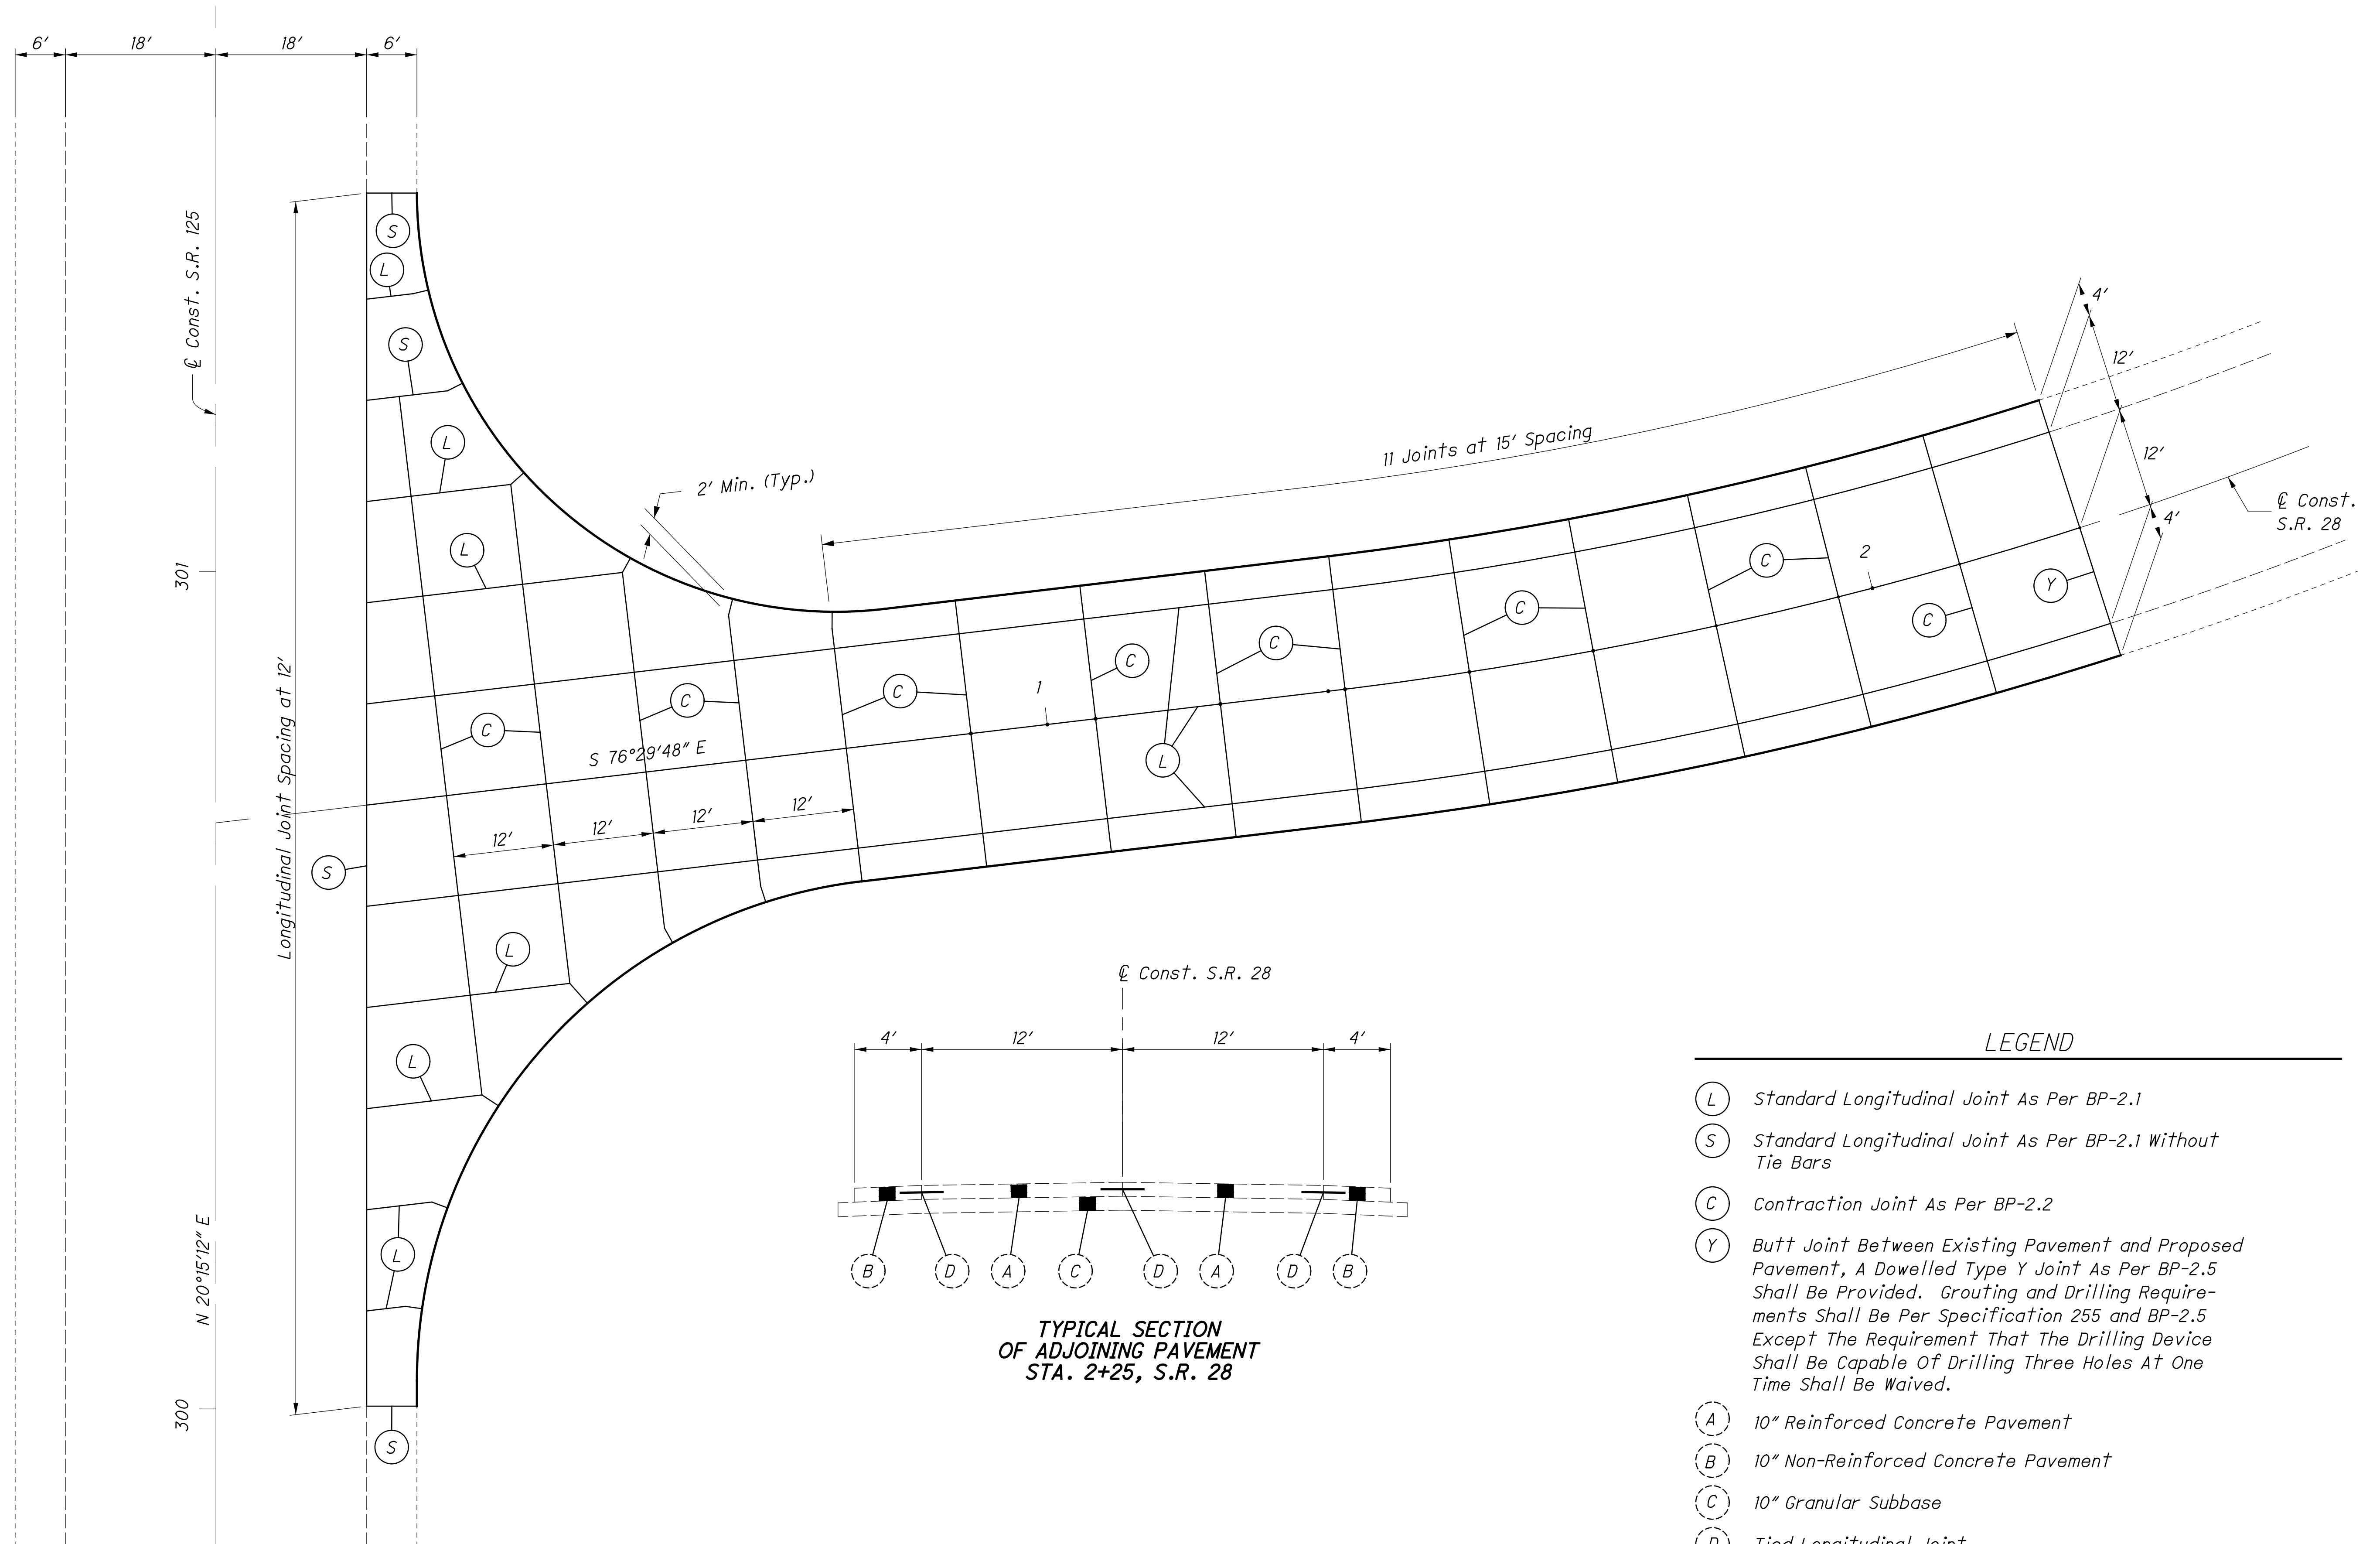 6'
18'
18'
6'
℄ Const. S.R. 125
S
L
S
L
L
301
2' Min. (Typ.)
11 Joints at 15' Spacing
4'
12'
12'
4'
℄ Const.
S.R. 28
Longitudinal Joint Spacing at 12'
C
C
C
C
C
C
C
C
Y
1
2
L
S 76°29'48" E
12'
12'
12'
12'
S
L
L
L
N 20°15'12" E
300
S
℄ Const. S.R. 28
4'
12'
12'
4'
B
D
A
C
D
A
D
B
TYPICAL SECTION
OF ADJOINING PAVEMENT
STA. 2+25, S.R. 28
LEGEND
L Standard Longitudinal Joint As Per BP-2.1
S Standard Longitudinal Joint As Per BP-2.1 Without
Tie Bars
C Contraction Joint As Per BP-2.2
Y Butt Joint Between Existing Pavement and Proposed
Pavement, A Dowelled Type Y Joint As Per BP-2.5
Shall Be Provided. Grouting and Drilling Require-
ments Shall Be Per Specification 255 and BP-2.5
Except The Requirement That The Drilling Device
Shall Be Capable Of Drilling Three Holes At One
Time Shall Be Waived.
A 10" Reinforced Concrete Pavement
B 10" Non-Reinforced Concrete Pavement
C 10" Granular Subbase
D Tied Longitudinal Joint